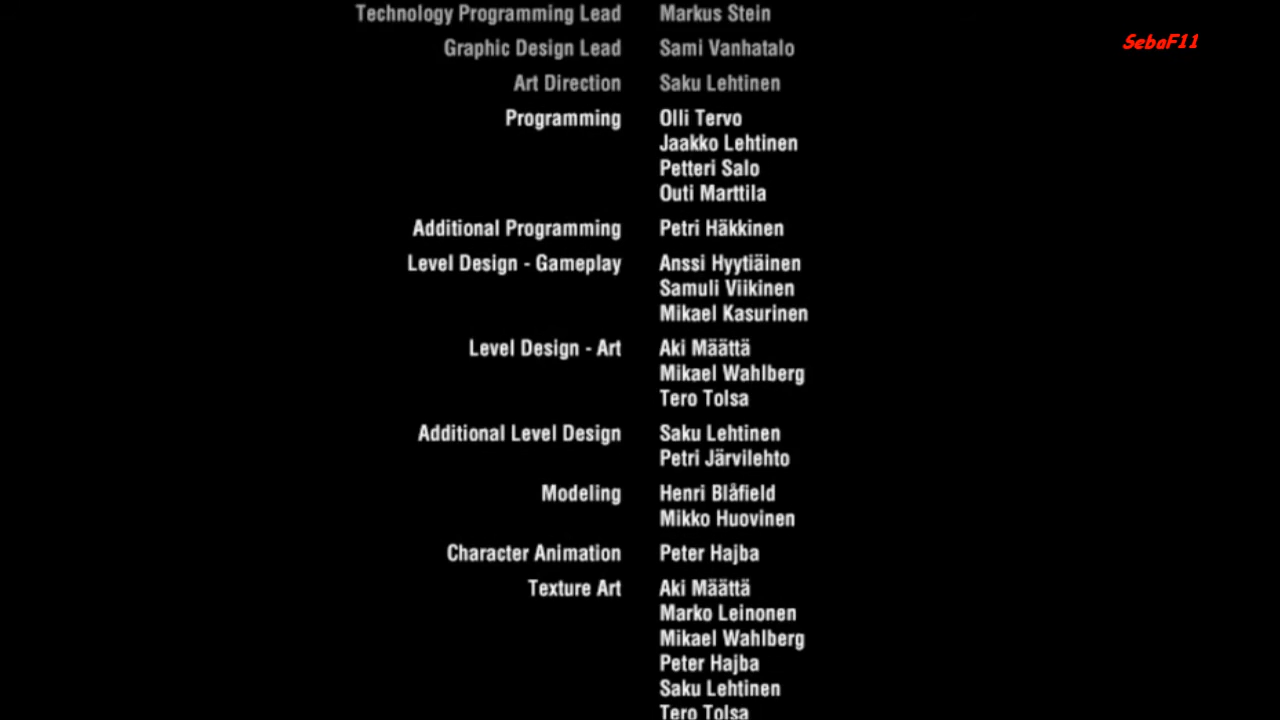 Technology Programming Lead Markus Stein
SebaF11
Graphic Design Lead Sami Vanhatalo
Art Direction Saku Lehtinen
Programming Olli Tervo
Jaakko Lehtinen
Petteri Salo
Outi Marttila
Additional Programming Petri Häkkinen
Level Design - Gameplay Anssi Hyytiäinen
Samuli Viikinen
Mikael Kasurinen
Level Design - Art Aki Määttä
Mikael Wahlberg
Tero Tolsa
Additional Level Design Saku Lehtinen
Petri Järvilehto
Modeling Henri Blåfield
Mikko Huovinen
Character Animation Peter Hajba
Texture Art Aki Määttä
Marko Leinonen
Mikael Wahlberg
Peter Hajba
Saku Lehtinen
Tero Tolsa